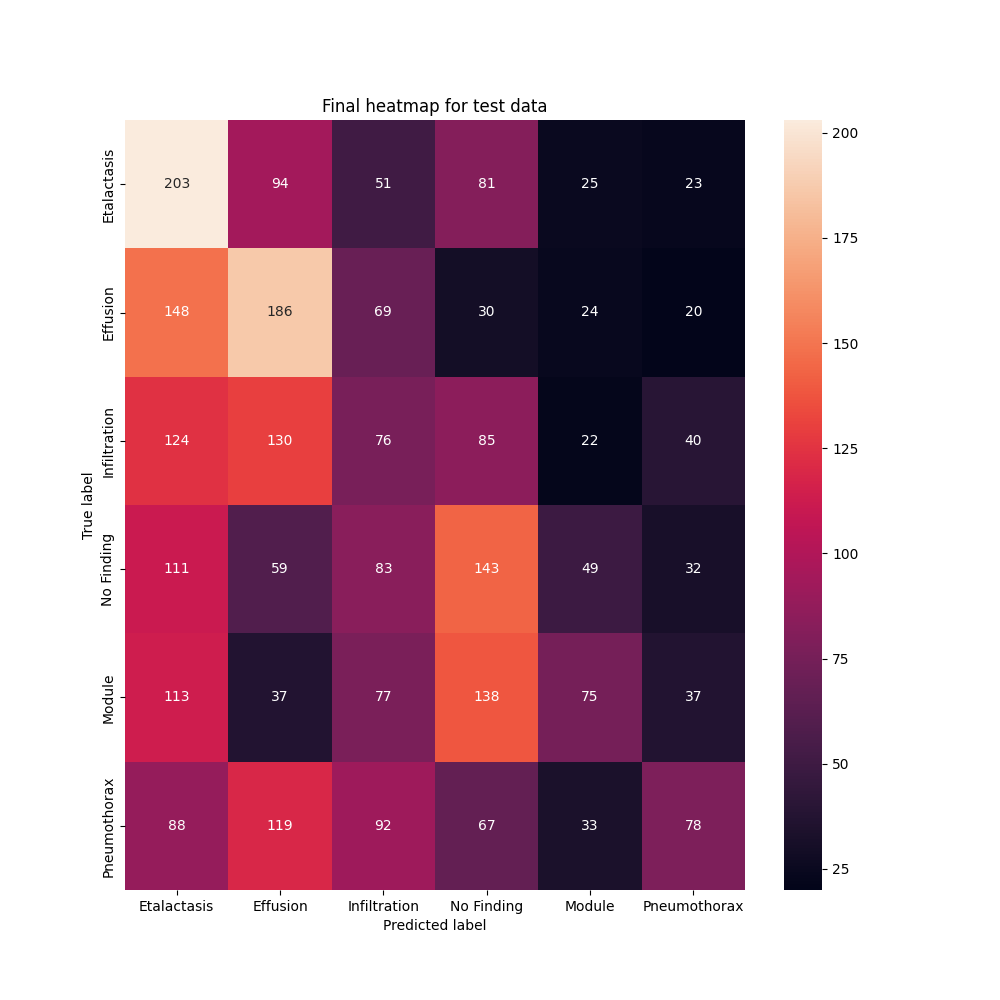 Final heatmap for test data
True label
Etalactasis
203 94 51 81 25 23
Effusion
148 186 69 30 24 20
Infiltration
124 130 76 85 22 40
No Finding
111 59 83 143 49 32
Module
113 37 77 138 75 37
Pneumothorax
88 119 92 67 33 78
Etalactasis Effusion Infiltration No Finding Module Pneumothorax
Predicted label
200
175
150
125
100
75
50
25